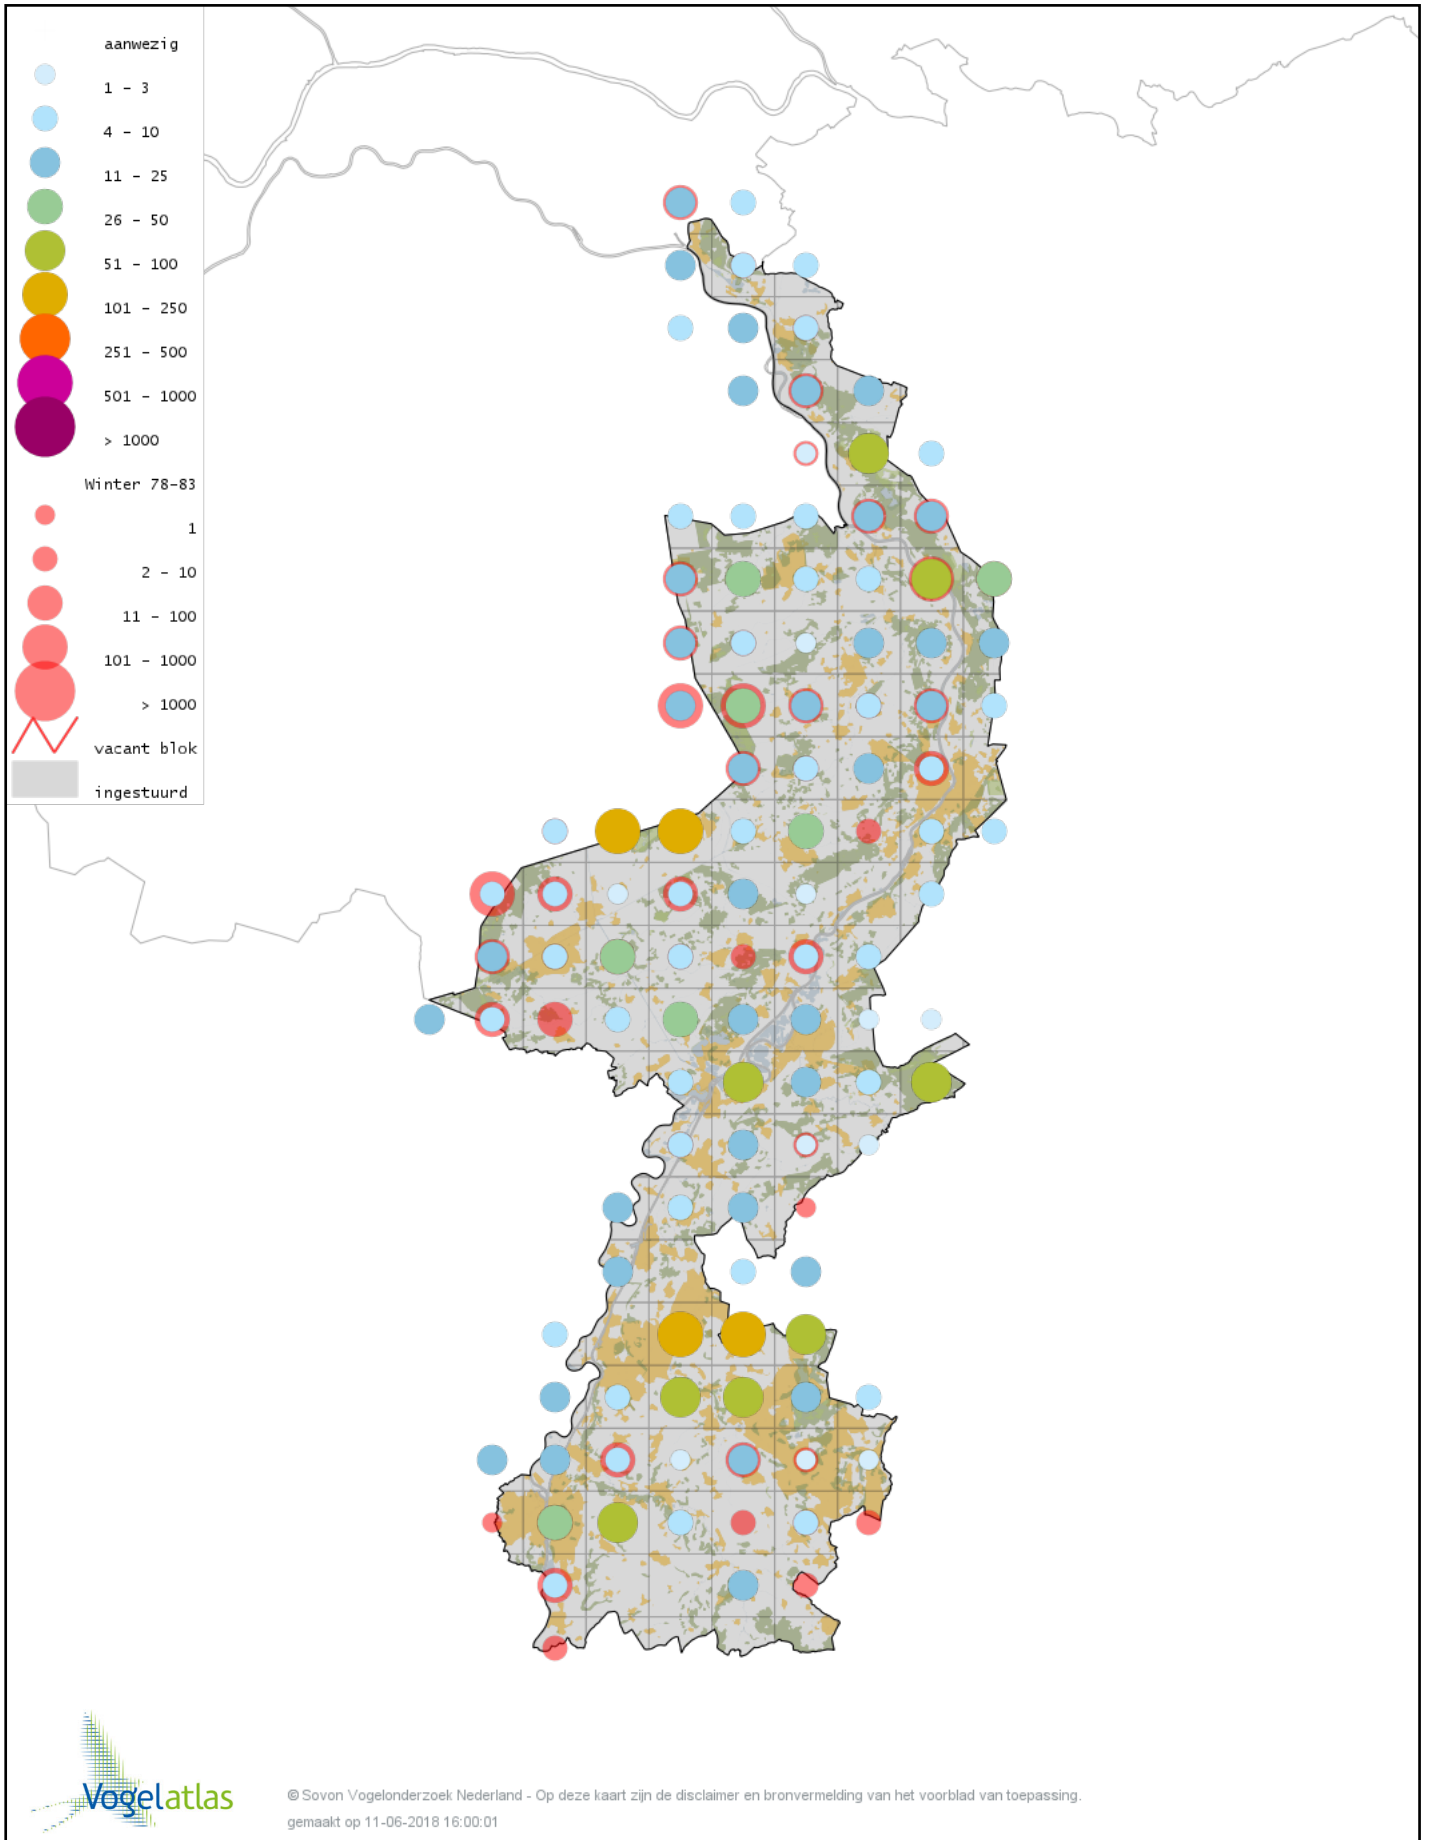 aanwezig
1 - 3
4 - 10
11 - 25
26 - 50
51 - 100
101 - 250
251 - 500
501 - 1000
> 1000
Winter 78-83
1
2 - 10
11 - 100
101 - 1000
> 1000
vacant blok
ingestuurd
Vogelatlas
© Sovon Vogelonderzoek Nederland - Op deze kaart zijn de disclaimer en bronvermelding van het voorblad van toepassing.
gemaakt op 11-06-2018 16:00:01